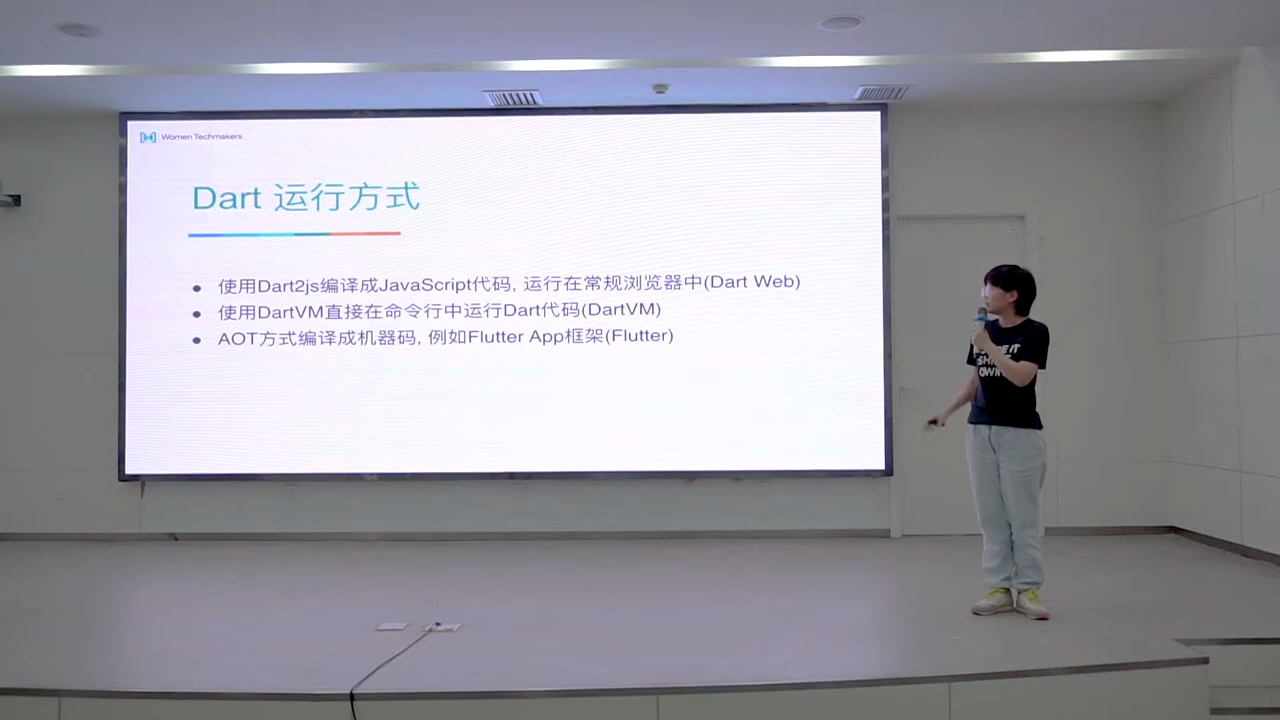 Women Techmakers
Dart 运行方式
使用Dart2js编译成JavaScript代码, 运行在常规浏览器中(Dart Web)
使用DartVM直接在命令行中运行Dart代码(DartVM)
AOT方式编译成机器码, 例如Flutter App框架(Flutter)
OWN